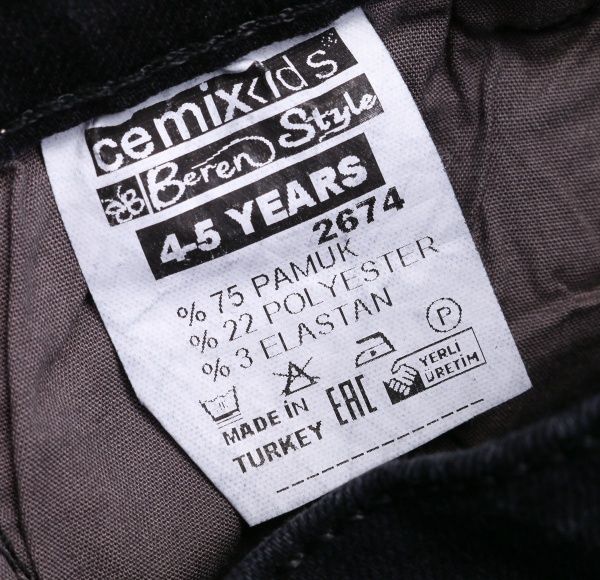 cemixkids
Beren Style
4-5 YEARS
2674
% 75 PAMUK
% 22 POLYESTER
% 3 ELASTAN
P
MADE IN
TURKEY
EAC
YERLİ
ÜRETİM